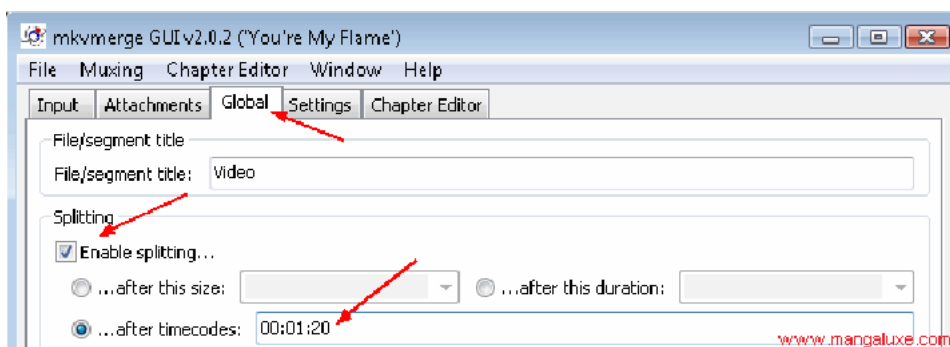 mkvmerge GUI v2.0.2 ('You're My Flame')
File Muxing Chapter Editor Window Help
Input Attachments Global Settings Chapter Editor
File/segment title
File/segment title: Video
Splitting
Enable splitting...
...after this size: ...after this duration:
...after timecodes: 00:01:20
www.mangaluxe.com